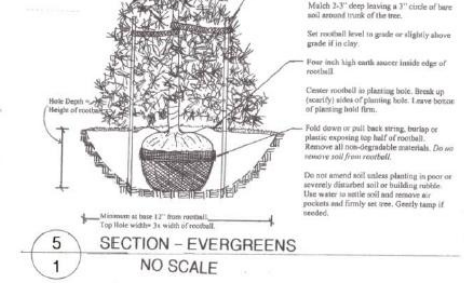 Mulch 2-3" deep leaving a 3" circle of bare
soil around trunk of the tree.
Set rootball level to grade or slightly above
grade if in clay.
Four inch high earth saucer inside edge of
rootball
Center rootball in planting hole. Break up
(scarify) sides of planting hole. Leave bottom
of planting hold firm.
Fold down or pull back string, burlap or
plastic exposing top half of rootball.
Remove all non-degradable materials. Do no
remove soil from rootball.
Do not amend soil unless planting in poor or
severely disturbed soil or building rubble.
Use water to settle soil and remove air
pockets and firmly set tree. Gently tamp if
needed.
Hole Depth =
Height of rootball
Minimum at base 12" from rootball
Top Hole width= 3x width of rootball.
5
1
SECTION - EVERGREENS
NO SCALE